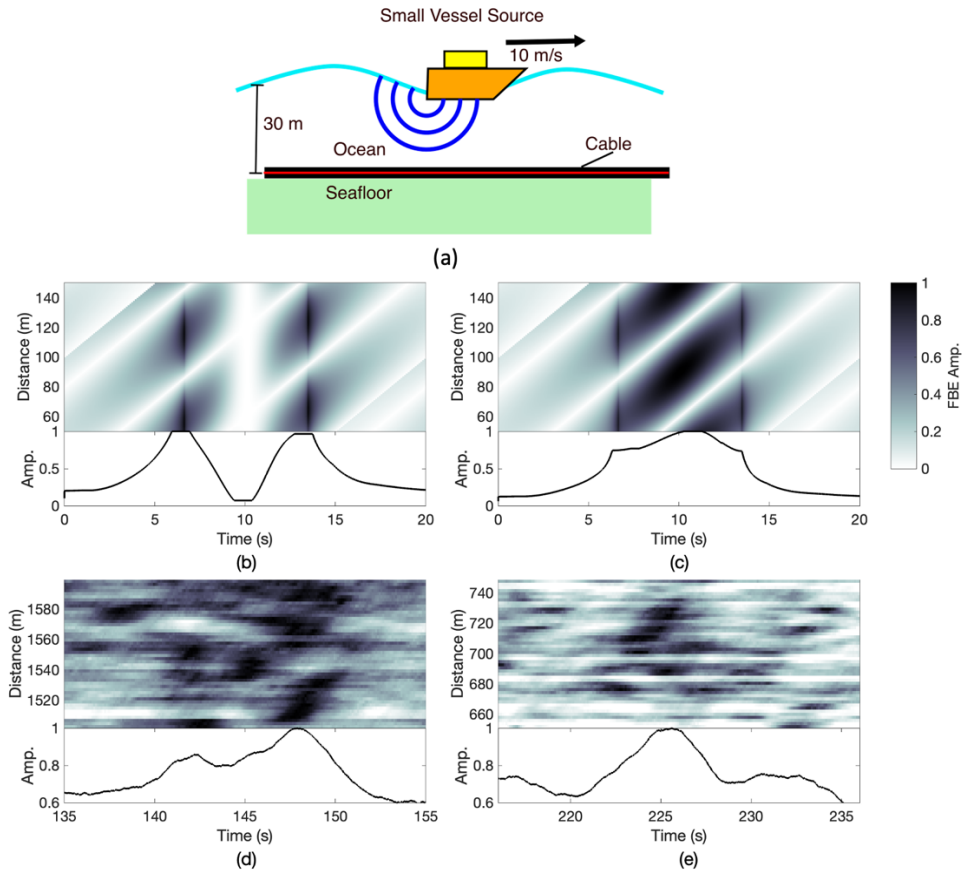 Small Vessel Source
10 m/s
30 m
Ocean
Cable
Seafloor
(a)
140
120
100
80
60
Distance (m)
1
0.5
0
Amp.
0 5 10 15 20
Time (s)
(b)
140
120
100
80
60
Distance (m)
1
0.5
0
Amp.
0 5 10 15 20
Time (s)
(c)
1
0.8
0.6
0.4
0.2
0
FBE Amp.
1580
1560
1540
1520
Distance (m)
1
0.8
0.6
Amp.
135 140 145 150 155
Time (s)
(d)
740
720
700
680
660
Distance (m)
1
0.8
0.6
Amp.
220 225 230 235
Time (s)
(e)